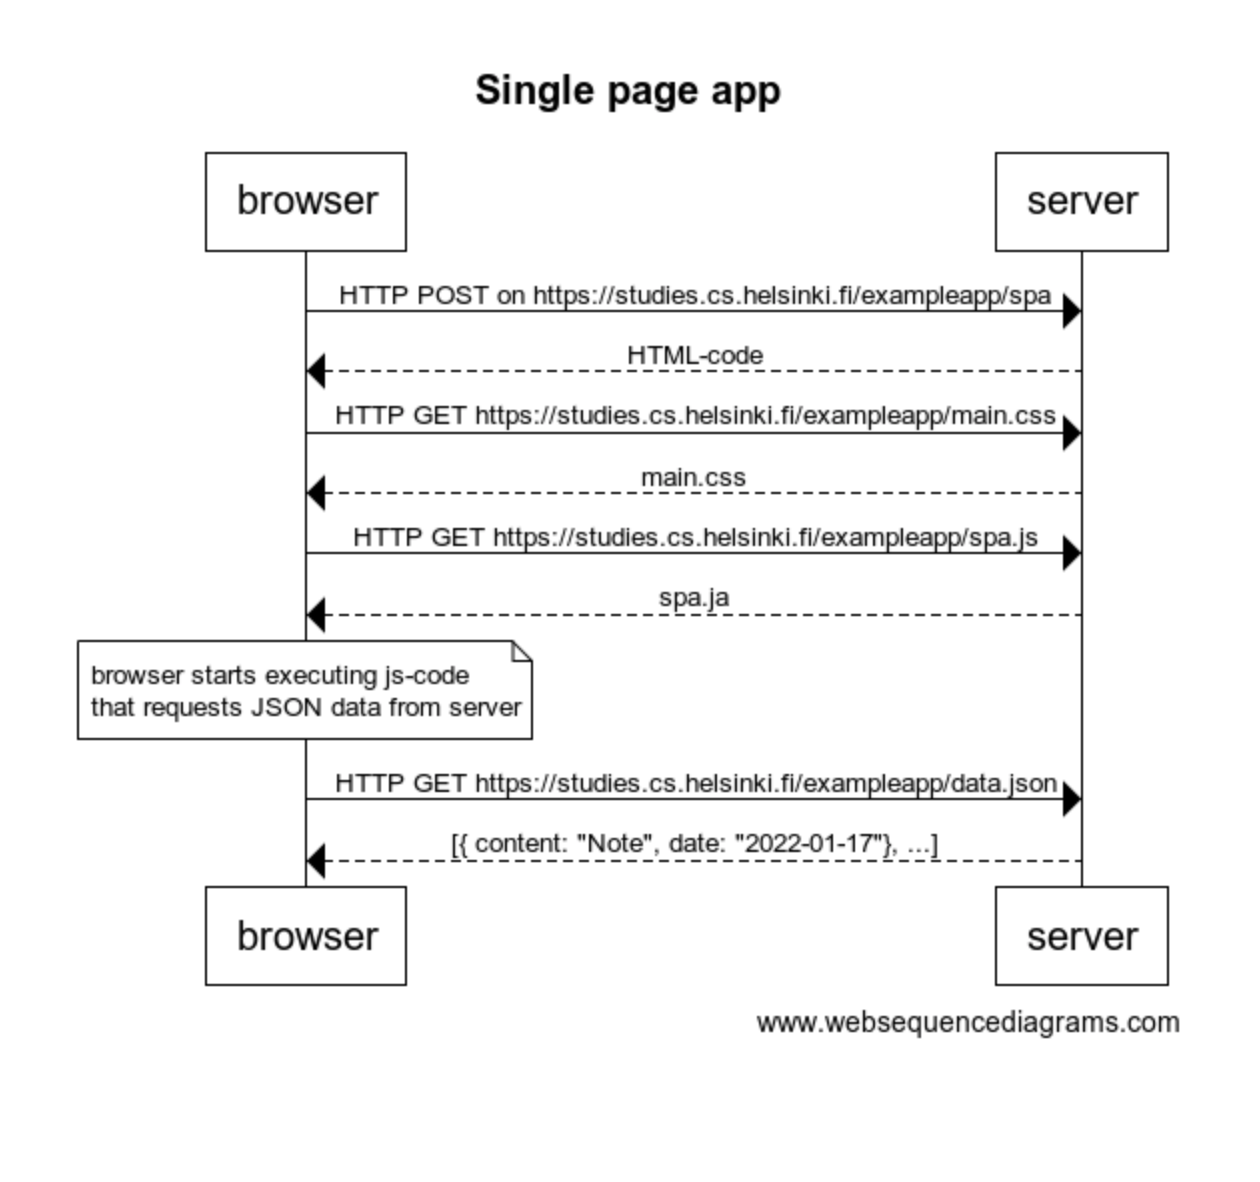 Single page app
browser
server
HTTP POST on https://studies.cs.helsinki.fi/exampleapp/spa
HTML-code
HTTP GET https://studies.cs.helsinki.fi/exampleapp/main.css
main.css
HTTP GET https://studies.cs.helsinki.fi/exampleapp/spa.js
spa.ja
browser starts executing js-code
that requests JSON data from server
HTTP GET https://studies.cs.helsinki.fi/exampleapp/data.json
[{ content: "Note", date: "2022-01-17"}, ...]
browser
server
www.websequencediagrams.com